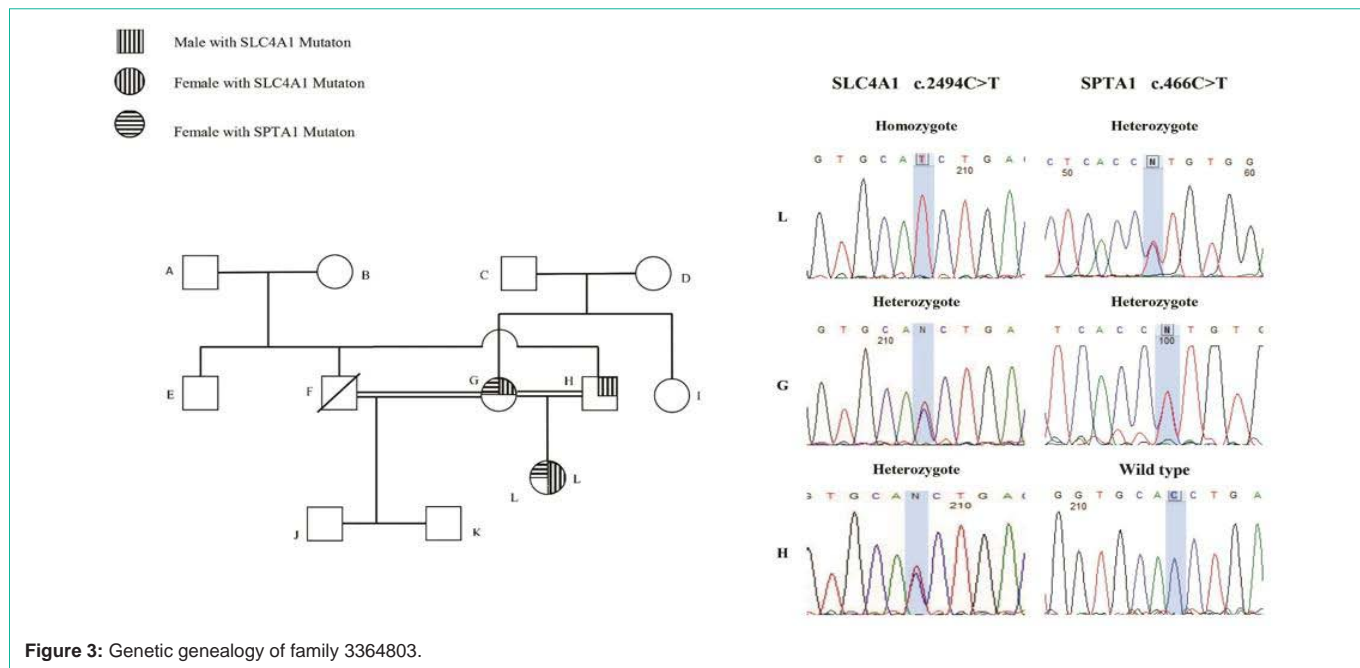 Male with SLC4A1 Mutaton
Female with SLC4A1 Mutaton
Female with SPTA1 Mutaton
A
B
C
D
E
F
G
H
I
L
L
J
K
SLC4A1 c.2494C>T
SPTA1 c.466C>T
Homozygote
Heterozygote
G T G C A T C T G A
210
C T C A C C N T G T G G
50
60
L
Heterozygote
Heterozygote
G T G C A N C T G A
210
T C A C C N T G T
100
G
Heterozygote
Wild type
G T G C A N C T G A
210
G G T G C A C C T G A
210
H
Figure 3: Genetic genealogy of family 3364803.